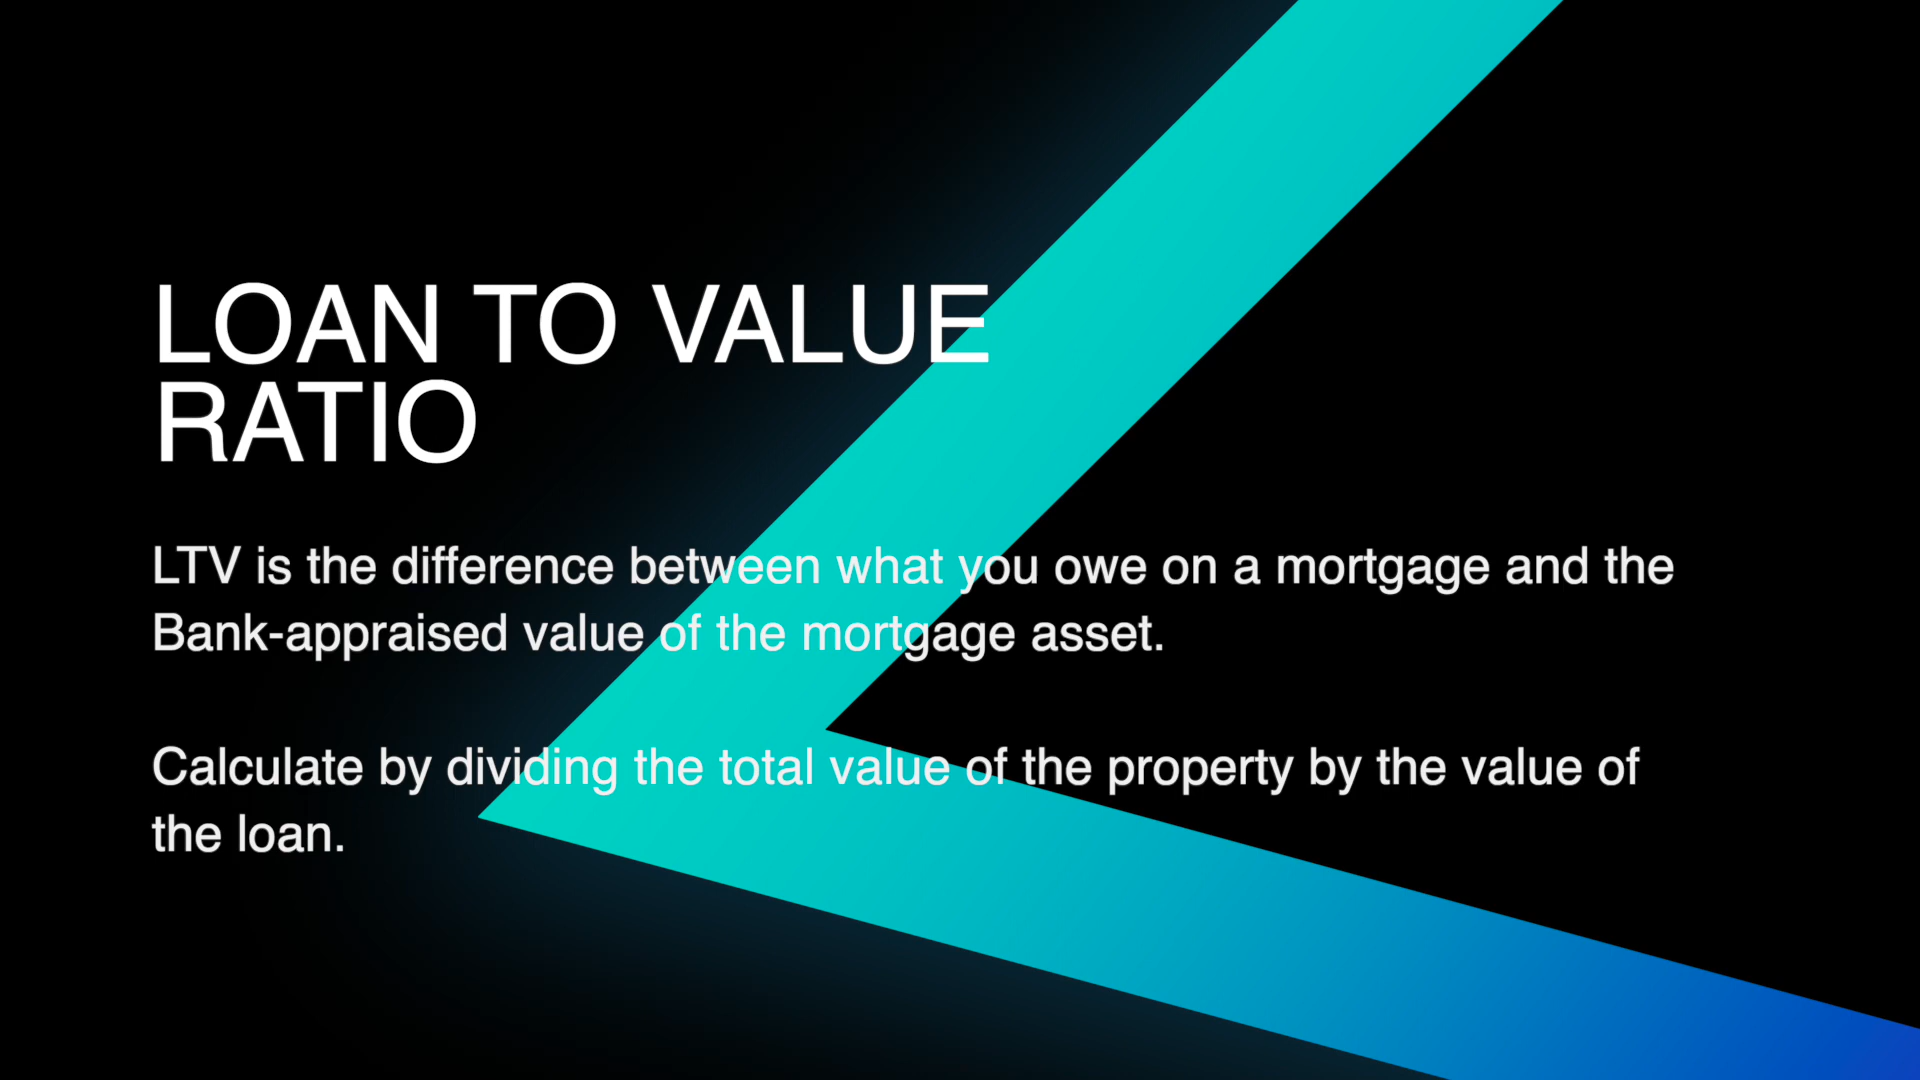 LOAN TO VALUE
RATIO
LTV is the difference between what you owe on a mortgage and the
Bank-appraised value of the mortgage asset.
Calculate by dividing the total value of the property by the value of
the loan.